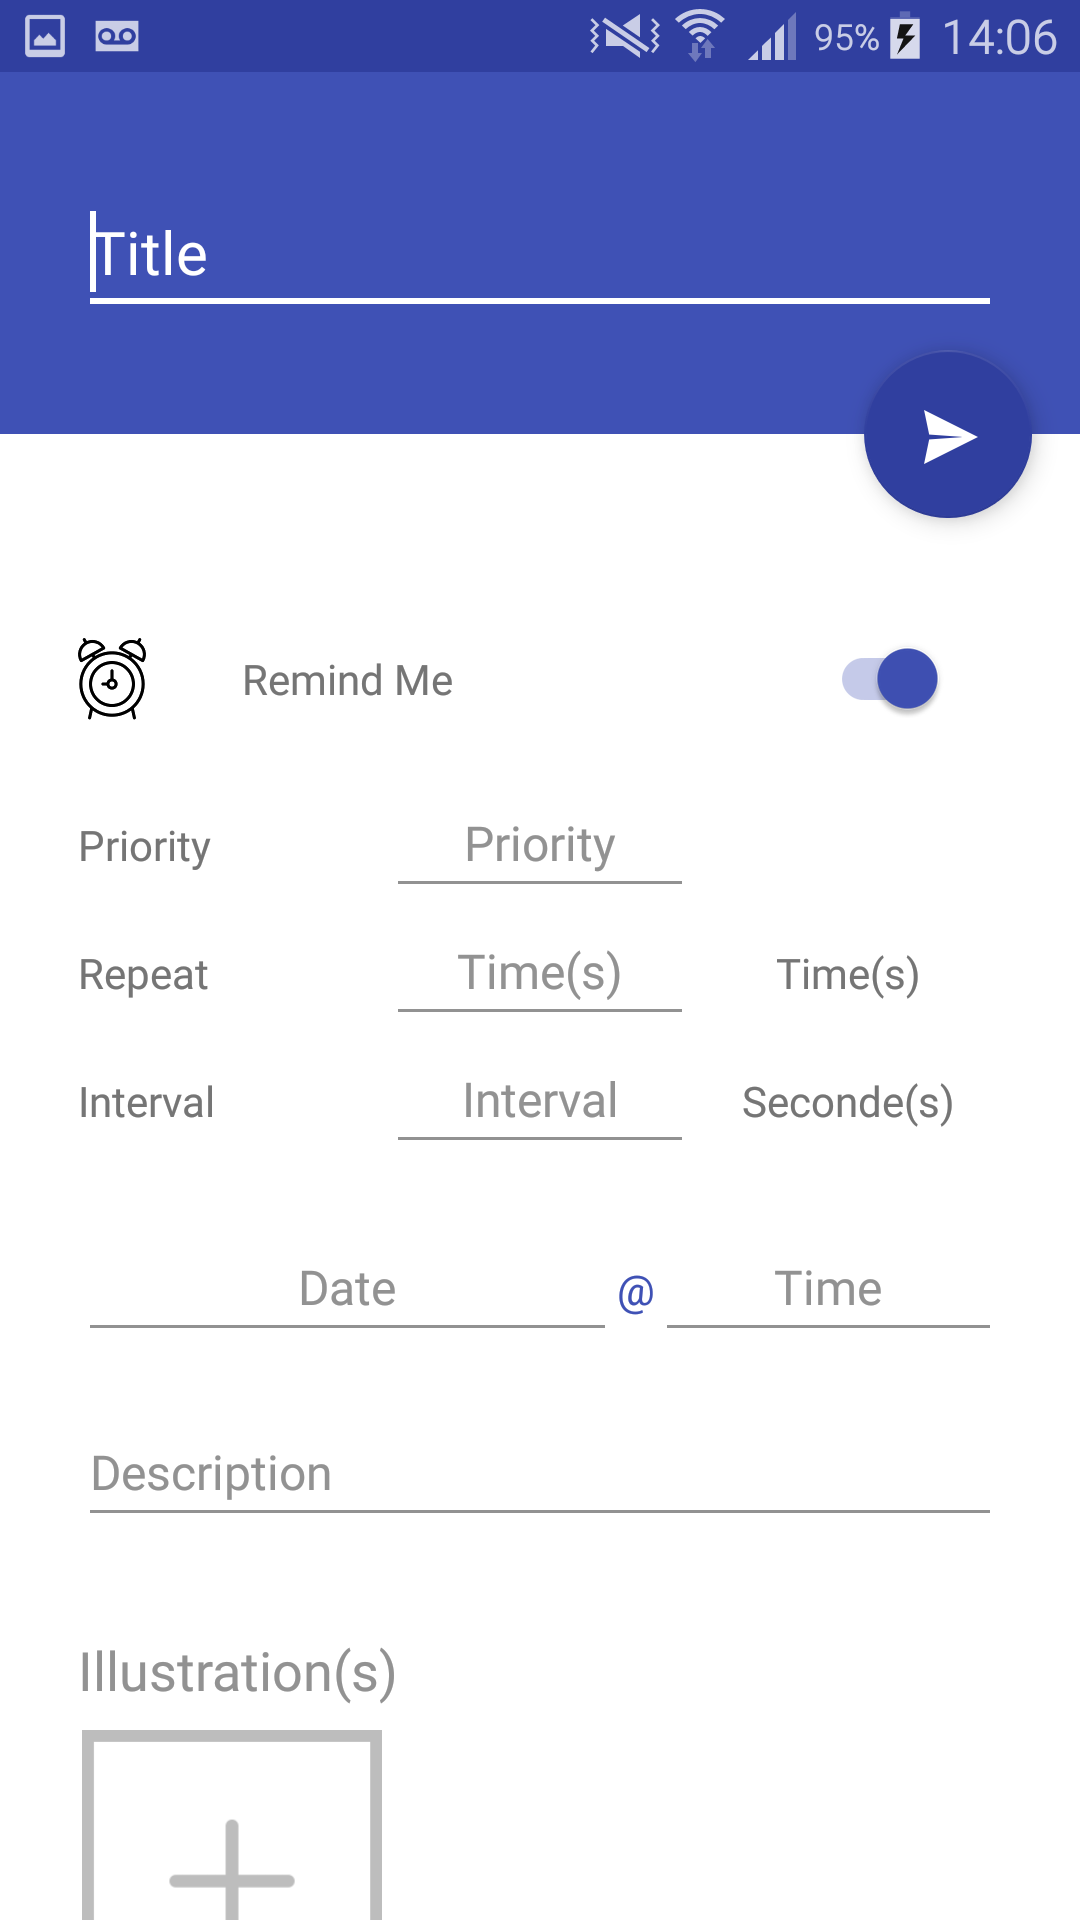 95% 14:06
Title
Remind Me
Priority Priority
Repeat Time(s) Time(s)
Interval Interval Seconde(s)
Date @ Time
Description
Illustration(s)